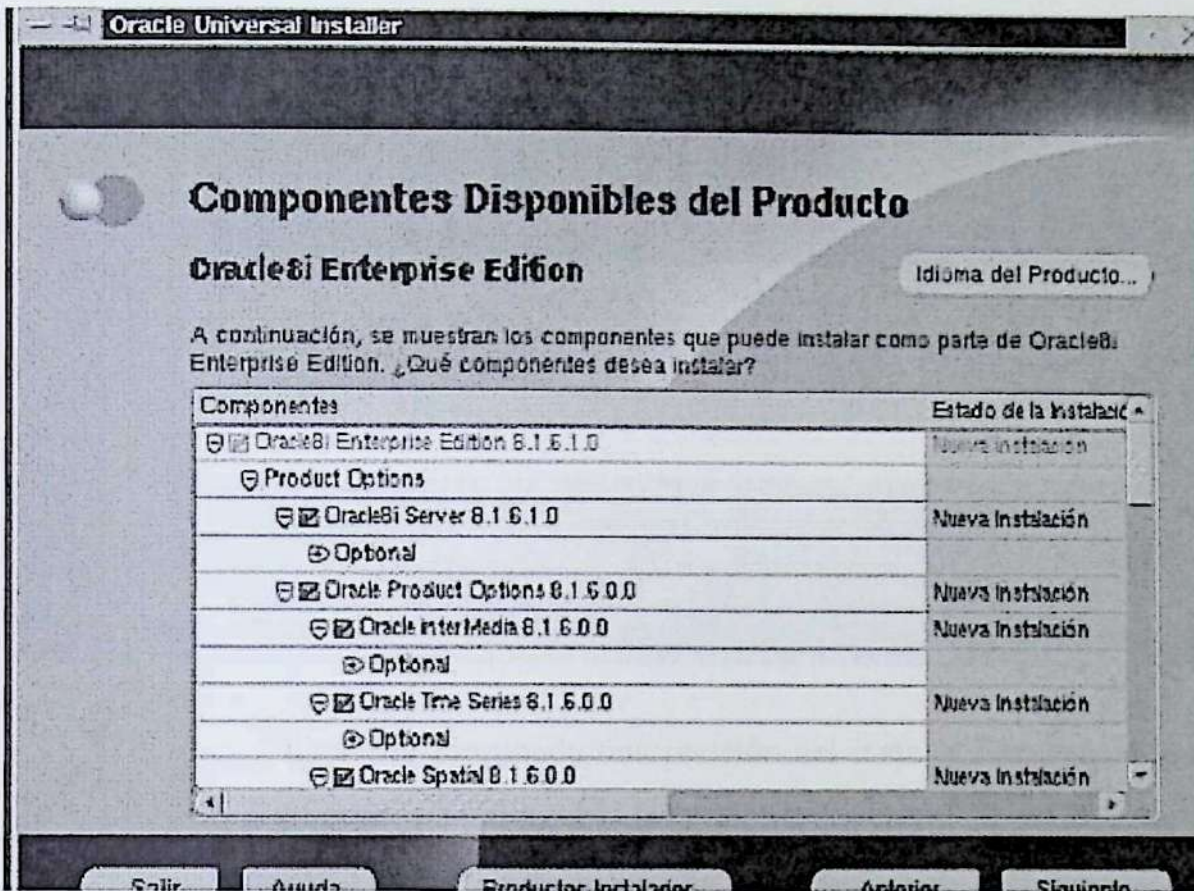 Oracle Universal Installer
Componentes Disponibles del Producto
Oracle8i Enterprise Edition
Idioma del Producto...
A continuación, se muestran los componentes que puede instalar como parte de Oracle8i
Enterprise Edition. ¿Qué componentes desea instalar?
Componentes Estado de la Instalació
Oracle8i Enterprise Edition 8.1.6.1.0 Nueva Instalación
Product Options
Oracle8i Server 8.1.6.1.0 Nueva Instalación
Optional
Oracle Product Options 8.1.6.0.0 Nueva Instalación
Oracle interMedia 8.1.6.0.0 Nueva Instalación
Optional
Oracle Time Series 8.1.6.0.0 Nueva Instalación
Optional
Oracle Spatial 8.1.6.0.0 Nueva Instalación
Salir Ayuda Productos Instalados... Anterior Siguiente